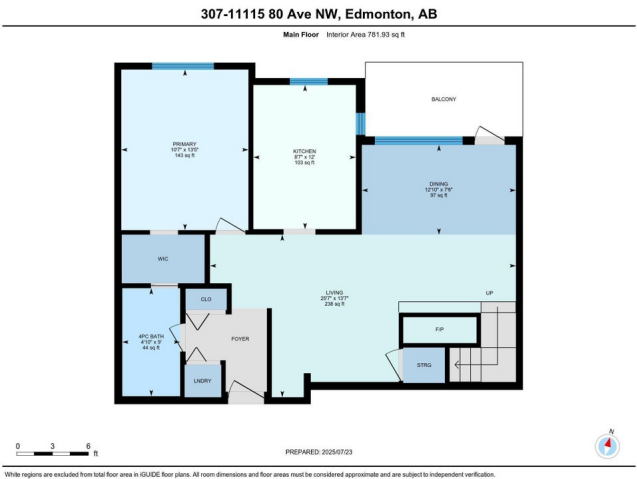 307-11115 80 Ave NW, Edmonton, AB
Main Floor Interior Area 781.93 sq ft
BALCONY
PRIMARY
10'7" x 13'5"
143 sq ft
KITCHEN
8'7" x 12'
103 sq ft
DINING
12'10" x 7'8"
97 sq ft
WIC
LIVING
25'7" x 13'7"
238 sq ft
UP
CLO
4PC BATH
4'10" x 9'
44 sq ft
FOYER
F/P
STRG
LNDRY
N
0 3 6
ft
PREPARED: 2025/07/23
White regions are excluded from total floor area in iGUIDE floor plans. All room dimensions and floor areas must be considered approximate and are subject to independent verification.